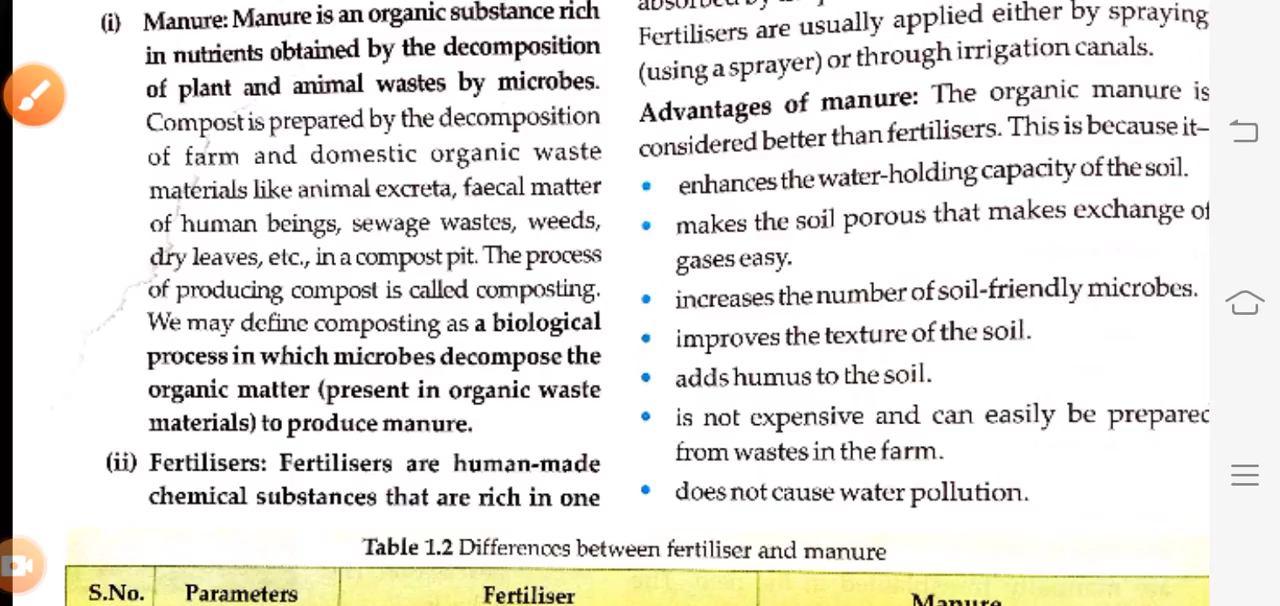 (i) Manure: Manure is an organic substance rich
in nutrients obtained by the decomposition
of plant and animal wastes by microbes.
Compost is prepared by the decomposition
of farm and domestic organic waste
materials like animal excreta, faecal matter
of human beings, sewage wastes, weeds,
dry leaves, etc., in a compost pit. The process
of producing compost is called composting.
We may define composting as a biological
process in which microbes decompose the
organic matter (present in organic waste
materials) to produce manure.
(ii) Fertilisers: Fertilisers are human-made
chemical substances that are rich in one
Fertilisers are usually applied either by spraying
(using a sprayer) or through irrigation canals.
Advantages of manure: The organic manure is
considered better than fertilisers. This is because it–
• enhances the water-holding capacity of the soil.
• makes the soil porous that makes exchange of
gases easy.
• increases the number of soil-friendly microbes.
• improves the texture of the soil.
• adds humus to the soil.
• is not expensive and can easily be prepared
from wastes in the farm.
• does not cause water pollution.
Table 1.2 Differences between fertiliser and manure
S.No. Parameters Fertiliser Manure